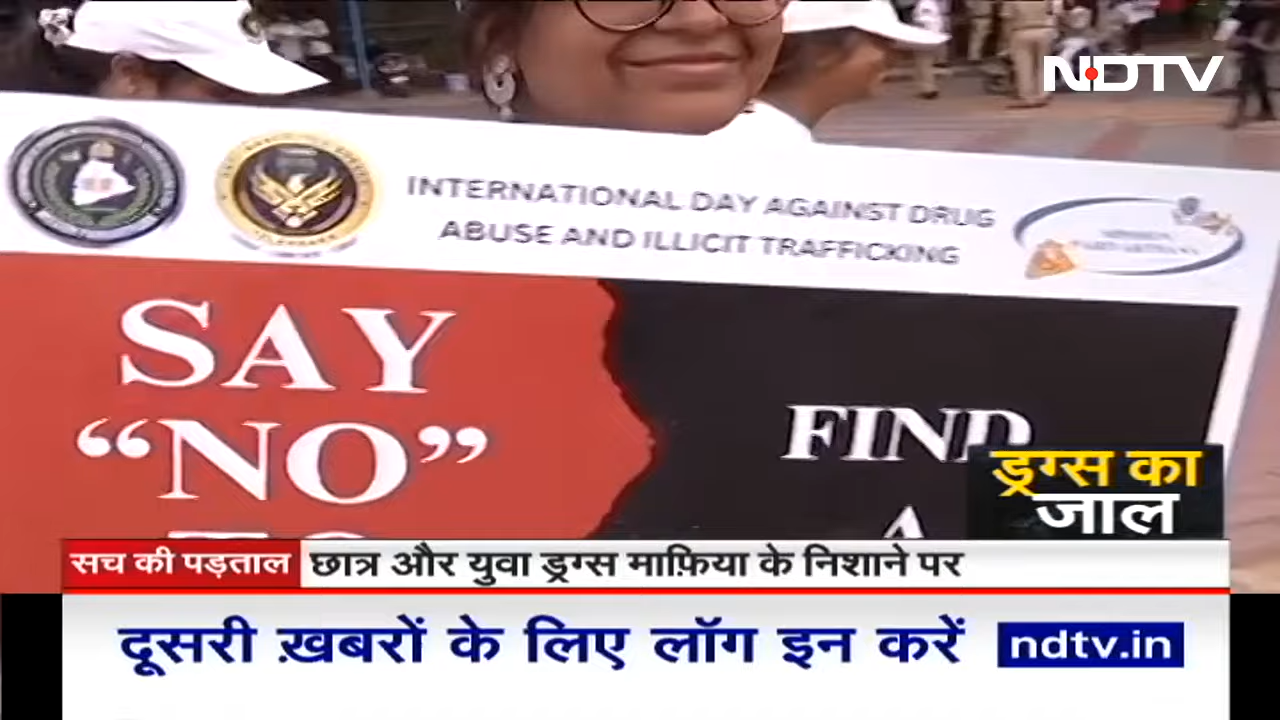 NDTV
INTERNATIONAL DAY AGAINST DRUG
ABUSE AND ILLICIT TRAFFICKING
SAY
“NO”
FIND
A
ड्रग्स का
जाल
सच की पड़ताल
छात्र और युवा ड्रग्स माफ़िया के निशाने पर
दूसरी ख़बरों के लिए लॉग इन करें
ndtv.in